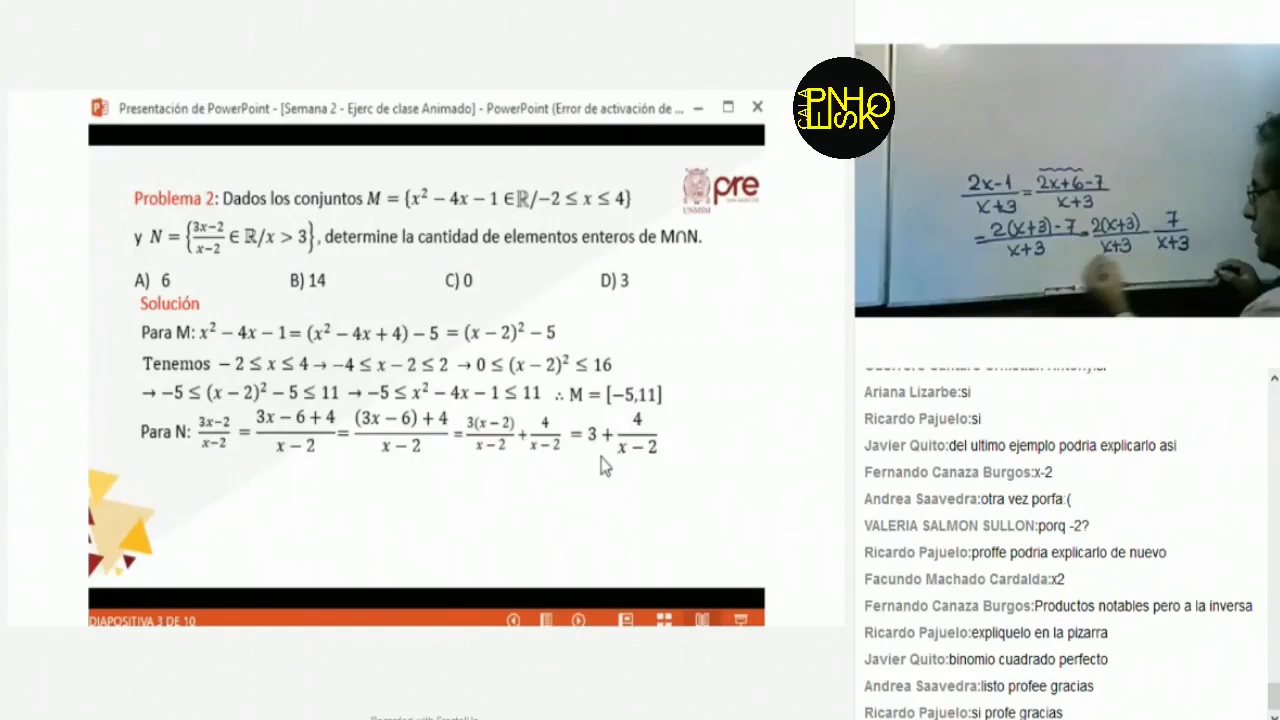 Presentación de PowerPoint - [Semana 2 - Ejerc de clase Animado] - PowerPoint (Error de activación de ...
Problema 2: Dados los conjuntos M = {x² − 4x − 1 ∈ ℝ/−2 ≤ x ≤ 4}
y N = {(3x−2)/(x−2) ∈ ℝ/x > 3}, determine la cantidad de elementos enteros de M∩N.
A) 6 B) 14 C) 0 D) 3
Solución
Para M: x² − 4x − 1 = (x² − 4x + 4) − 5 = (x − 2)² − 5
Tenemos − 2 ≤ x ≤ 4 → −4 ≤ x − 2 ≤ 2 → 0 ≤ (x − 2)² ≤ 16
→ −5 ≤ (x − 2)² − 5 ≤ 11 → −5 ≤ x² − 4x − 1 ≤ 11 ∴ M = [−5,11]
Para N: (3x−2)/(x−2) = (3x − 6 + 4)/(x − 2) = ((3x − 6) + 4)/(x − 2) = 3(x−2)/(x−2) + 4/(x−2) = 3 + 4/(x − 2)
UNMSM
pre
DIAPOSITIVA 3 DE 10
CALA
PNHO
ESK
(2x-1)/(x+3) = (2x+6-7)/(x+3)
= (2(x+3)-7)/(x+3) = 2(x+3)/(x+3) - 7/(x+3)
Ariana Lizarbe:si
Ricardo Pajuelo:si
Javier Quito:del ultimo ejemplo podria explicarlo asi
Fernando Canaza Burgos:x-2
Andrea Saavedra:otra vez porfa:(
VALERIA SALMON SULLON:porq -2?
Ricardo Pajuelo:proffe podria explicarlo de nuevo
Facundo Machado Cardalda:x2
Fernando Canaza Burgos:Productos notables pero a la inversa
Ricardo Pajuelo:expliquelo en la pizarra
Javier Quito:binomio cuadrado perfecto
Andrea Saavedra:listo profee gracias
Ricardo Pajuelo:si profe gracias